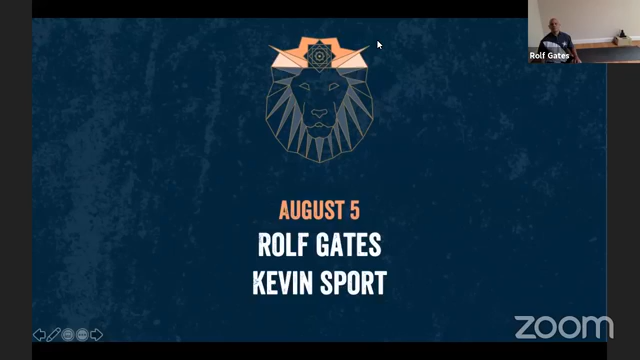 Rolf Gates
AUGUST 5
ROLF GATES
KEVIN SPORT
zoom